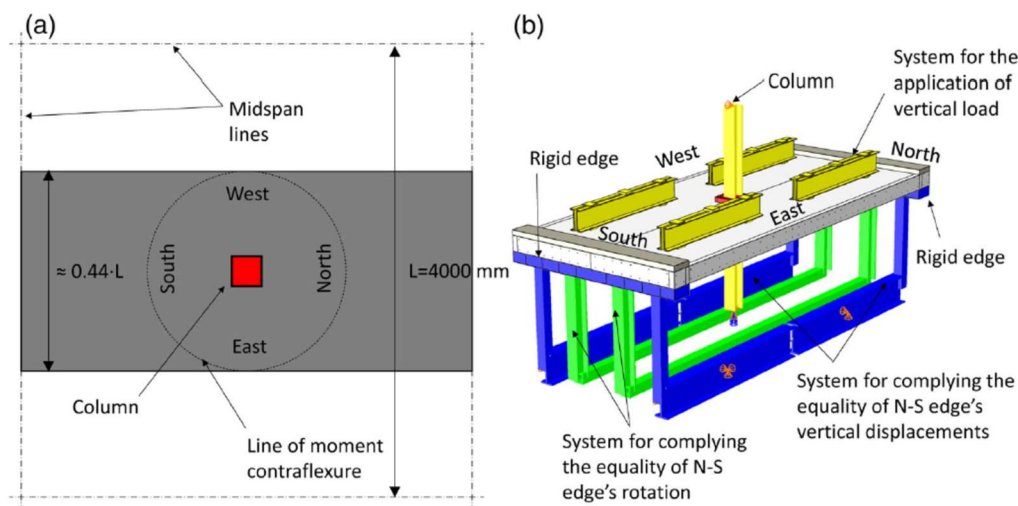 (a)
Midspan
lines
West
South
North
East
≈ 0.44·L
L=4000 mm
Column
Line of moment
contraflexure
(b)
Column
System for the
application of
vertical load
Rigid edge
West
North
East
South
Rigid edge
System for complying
the equality of N-S
edge's rotation
System for complying the
equality of N-S edge's
vertical displacements